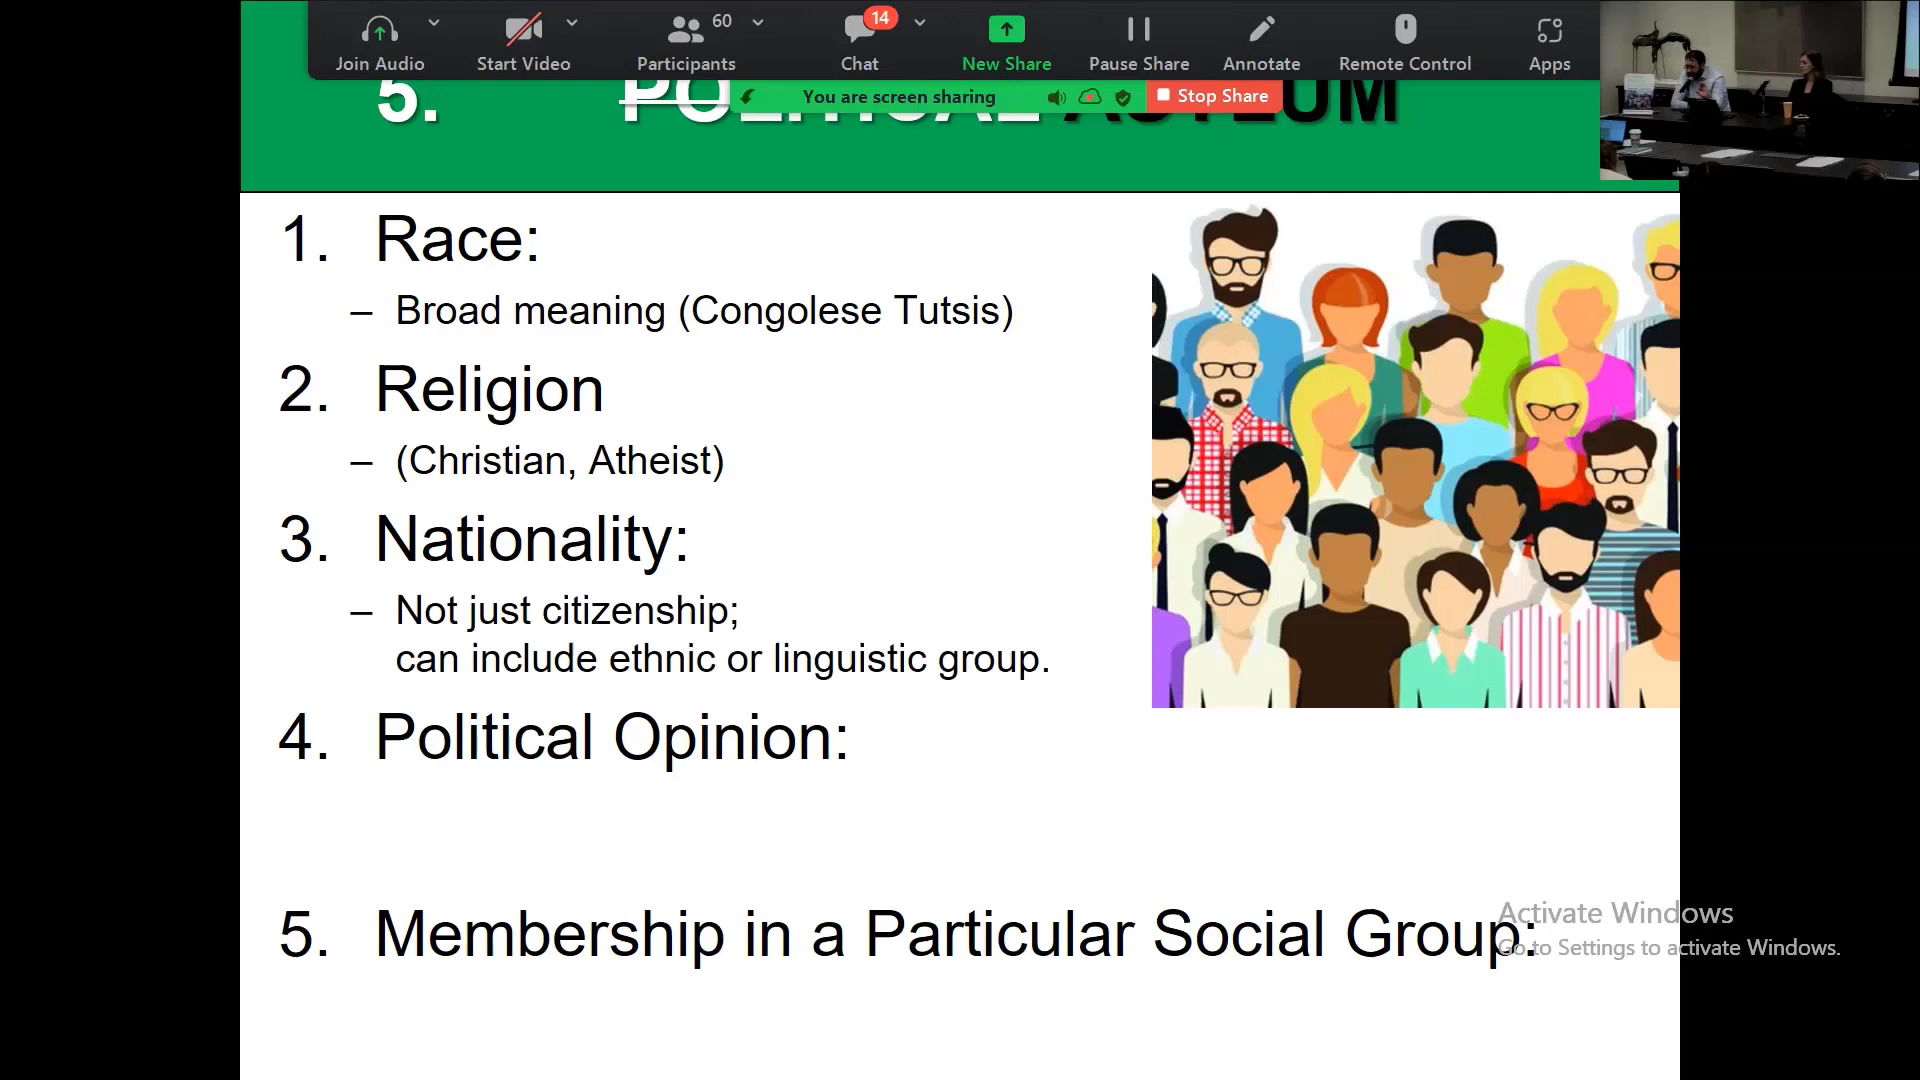 60
14
Join Audio
Start Video
Participants
Chat
New Share
Pause Share
Annotate
Remote Control
Apps
You are screen sharing
Stop Share
5.
1. Race:
– Broad meaning (Congolese Tutsis)
2. Religion
– (Christian, Atheist)
3. Nationality:
– Not just citizenship;
can include ethnic or linguistic group.
4. Political Opinion:
5. Membership in a Particular Social Group:
Activate Windows
Go to Settings to activate Windows.